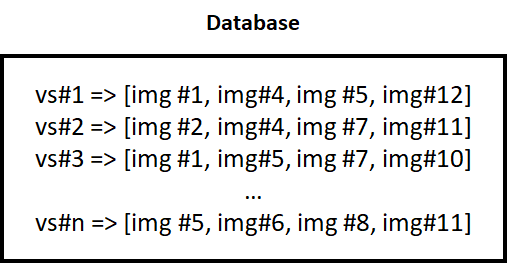 Database
vs#1 => [img #1, img#4, img #5, img#12]
vs#2 => [img #2, img#4, img #7, img#11]
vs#3 => [img #1, img#5, img #7, img#10]
...
vs#n => [img #5, img#6, img #8, img#11]